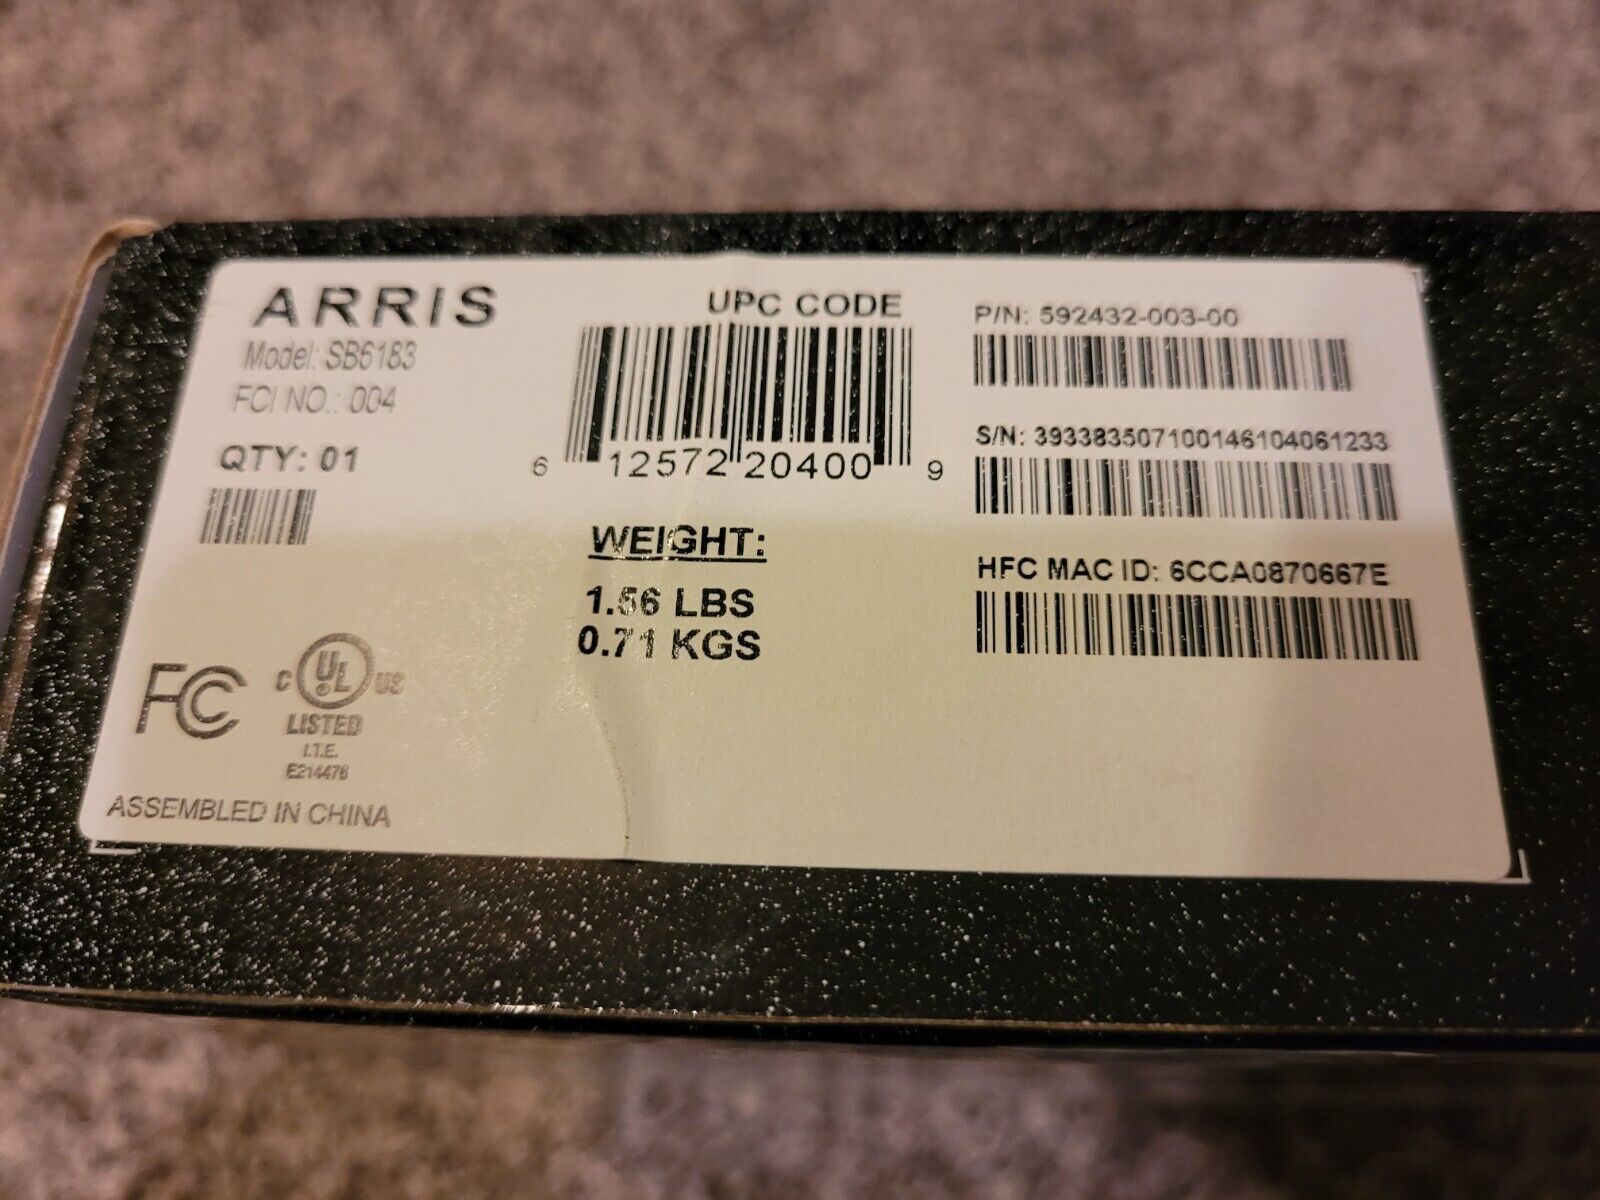 ARRIS
Model: SB6183
FCI NO.: 004
QTY: 01
UPC CODE
6 12572 20400 9
WEIGHT:
1.56 LBS
0.71 KGS
P/N: 592432-003-00
S/N: 393383507100146104061233
HFC MAC ID: 6CCA0870667E
FC
C UL US
LISTED
I.T.E.
E214476
ASSEMBLED IN CHINA